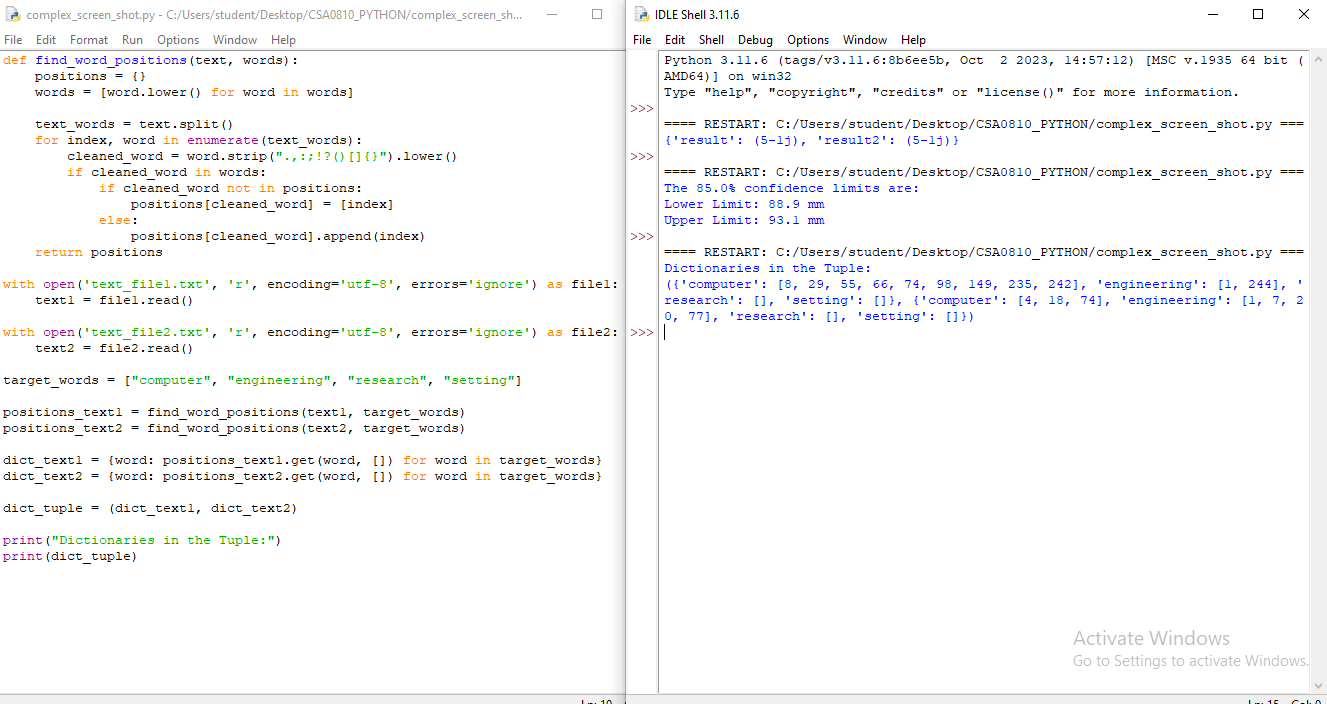 complex_screen_shot.py - C:/Users/student/Desktop/CSA0810_PYTHON/complex_screen_sh...
File Edit Format Run Options Window Help
def find_word_positions(text, words):
    positions = {}
    words = [word.lower() for word in words]
    text_words = text.split()
    for index, word in enumerate(text_words):
        cleaned_word = word.strip(".,:;!?()[]{}").lower()
        if cleaned_word in words:
            if cleaned_word not in positions:
                positions[cleaned_word] = [index]
            else:
                positions[cleaned_word].append(index)
    return positions
with open('text_file1.txt', 'r', encoding='utf-8', errors='ignore') as file1:
    text1 = file1.read()
with open('text_file2.txt', 'r', encoding='utf-8', errors='ignore') as file2:
    text2 = file2.read()
target_words = ["computer", "engineering", "research", "setting"]
positions_text1 = find_word_positions(text1, target_words)
positions_text2 = find_word_positions(text2, target_words)
dict_text1 = {word: positions_text1.get(word, []) for word in target_words}
dict_text2 = {word: positions_text2.get(word, []) for word in target_words}
dict_tuple = (dict_text1, dict_text2)
print("Dictionaries in the Tuple:")
print(dict_tuple)
IDLE Shell 3.11.6
File Edit Shell Debug Options Window Help
Python 3.11.6 (tags/v3.11.6:8b6ee5b, Oct  2 2023, 14:57:12) [MSC v.1935 64 bit (
AMD64)] on win32
Type "help", "copyright", "credits" or "license()" for more information.
>>>
==== RESTART: C:/Users/student/Desktop/CSA0810_PYTHON/complex_screen_shot.py ===
{'result': (5-1j), 'result2': (5-1j)}
>>>
==== RESTART: C:/Users/student/Desktop/CSA0810_PYTHON/complex_screen_shot.py ===
The 85.0% confidence limits are:
Lower Limit: 88.9 mm
Upper Limit: 93.1 mm
>>>
==== RESTART: C:/Users/student/Desktop/CSA0810_PYTHON/complex_screen_shot.py ===
Dictionaries in the Tuple:
({'computer': [8, 29, 55, 66, 74, 98, 149, 235, 242], 'engineering': [1, 244], '
research': [], 'setting': []}, {'computer': [4, 18, 74], 'engineering': [1, 7, 2
0, 77], 'research': [], 'setting': []})
>>>
Activate Windows
Go to Settings to activate Windows.